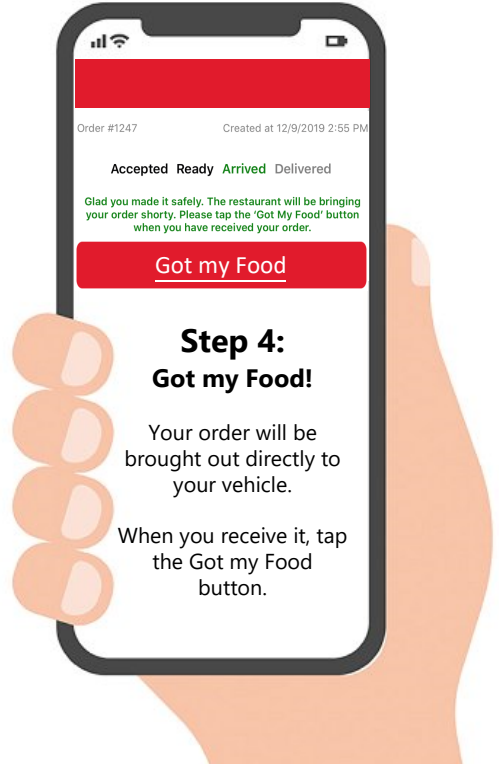 Order #1247 Created at 12/9/2019 2:55 PM
Accepted Ready Arrived Delivered
Glad you made it safely. The restaurant will be bringing
your order shorty. Please tap the ‘Got My Food’ button
when you have received your order.
Got my Food
Step 4:
Got my Food!
Your order will be
brought out directly to
your vehicle.
When you receive it, tap
the Got my Food
button.